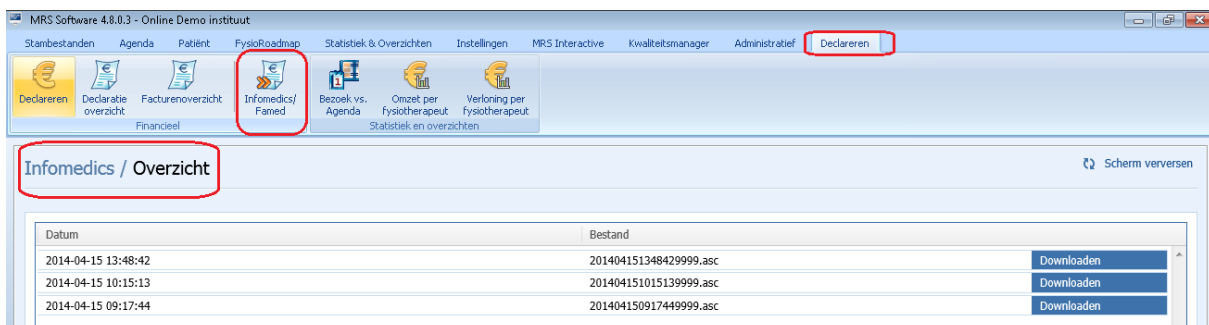 MRS Software 4.8.0.3 - Online Demo instituut
Stambestanden Agenda Patiënt FysioRoadmap Statistiek & Overzichten Instellingen MRS Interactive Kwaliteitsmanager Administratief Declareren
Declareren Declaratie Facturenoverzicht Infomedics/ Bezoek vs. Omzet per Verloning per
overzicht Famed Agenda fysiotherapeut fysiotherapeut
Financieel Statistiek en overzichten
Infomedics / Overzicht Scherm verversen
Datum Bestand
2014-04-15 13:48:42 201404151348429999.asc Downloaden
2014-04-15 10:15:13 201404151015139999.asc Downloaden
2014-04-15 09:17:44 201404150917449999.asc Downloaden